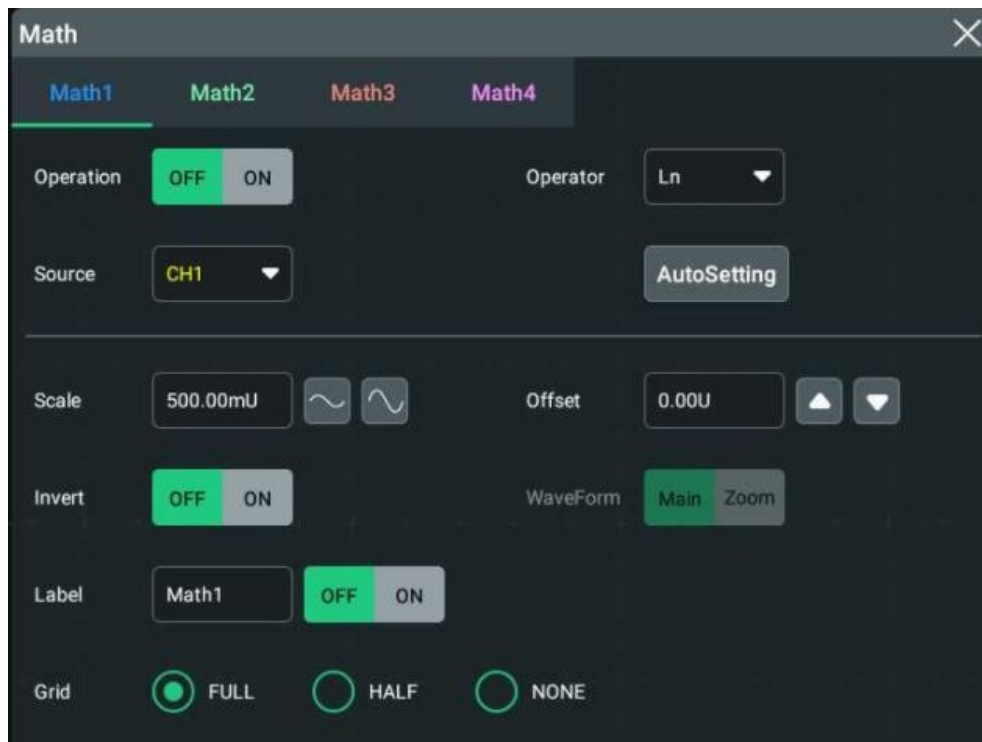 Math
Math1 Math2 Math3 Math4
Operation OFF ON Operator Ln
Source CH1 AutoSetting
Scale 500.00mU Offset 0.00U
Invert OFF ON WaveForm Main Zoom
Label Math1 OFF ON
Grid FULL HALF NONE